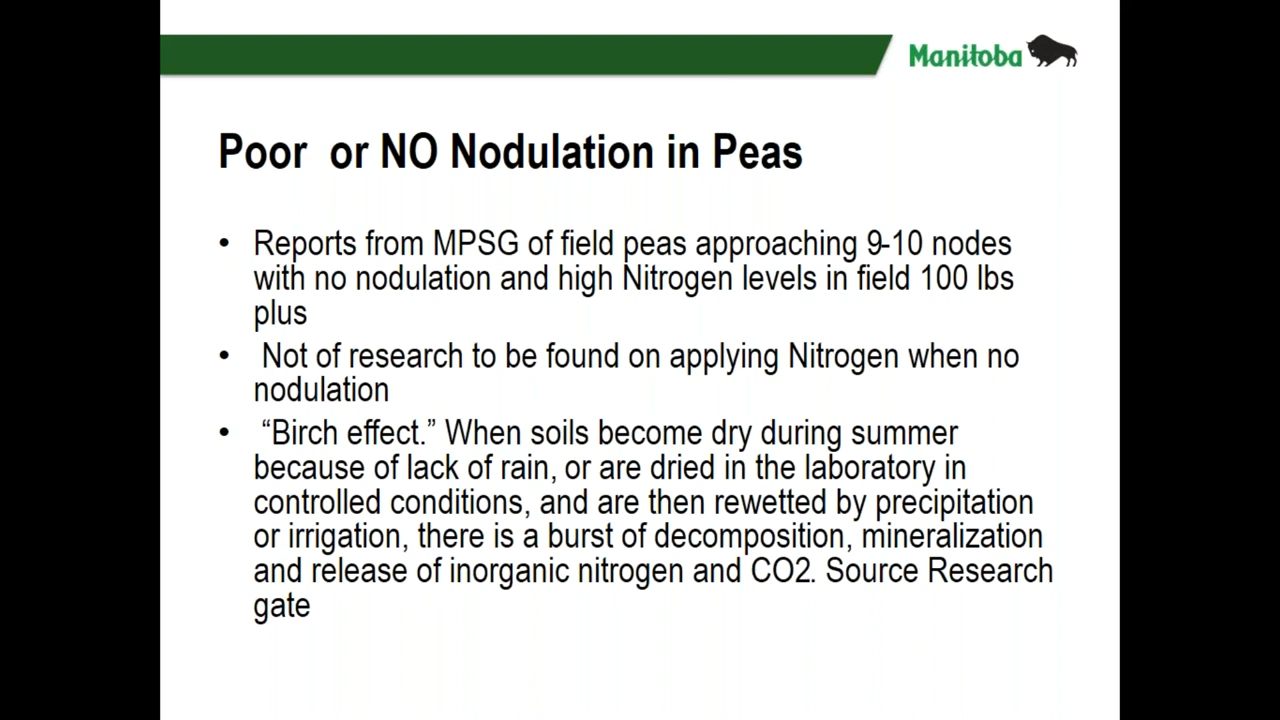 Manitoba
Poor or NO Nodulation in Peas
• Reports from MPSG of field peas approaching 9-10 nodes
with no nodulation and high Nitrogen levels in field 100 lbs
plus
• Not of research to be found on applying Nitrogen when no
nodulation
• “Birch effect.” When soils become dry during summer
because of lack of rain, or are dried in the laboratory in
controlled conditions, and are then rewetted by precipitation
or irrigation, there is a burst of decomposition, mineralization
and release of inorganic nitrogen and CO2. Source Research
gate